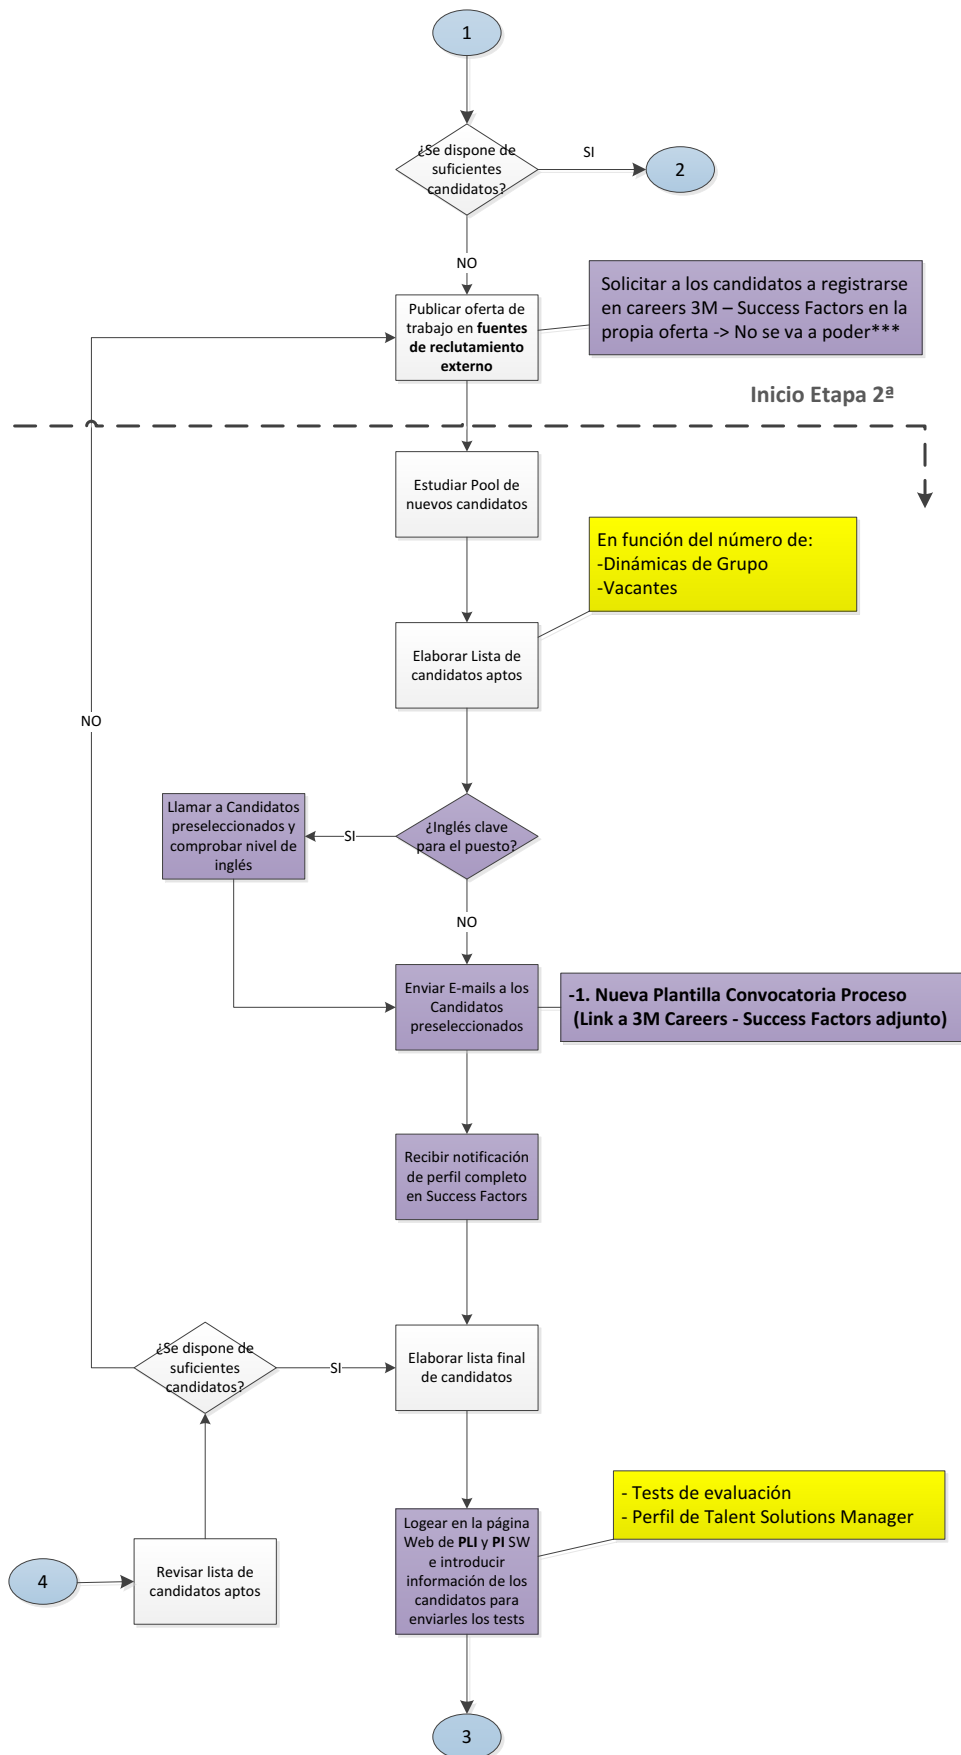 1
¿Se dispone de
suficientes
candidatos?
SI
2
NO
Publicar oferta de
trabajo en fuentes
de reclutamiento
externo
Solicitar a los candidatos a registrarse
en careers 3M – Success Factors en la
propia oferta -> No se va a poder***
Inicio Etapa 2ª
Estudiar Pool de
nuevos candidatos
En función del número de:
-Dinámicas de Grupo
-Vacantes
Elaborar Lista de
candidatos aptos
NO
Llamar a Candidatos
preseleccionados y
comprobar nivel de
inglés
SI
¿Inglés clave
para el puesto?
NO
Enviar E-mails a los
Candidatos
preseleccionados
-1. Nueva Plantilla Convocatoria Proceso
(Link a 3M Careers - Success Factors adjunto)
Recibir notificación
de perfil completo
en Success Factors
¿Se dispone de
suficientes
candidatos?
SI
Elaborar lista final
de candidatos
- Tests de evaluación
- Perfil de Talent Solutions Manager
Logear en la página
Web de PLI y PI SW
e introducir
información de los
candidatos para
enviarles los tests
4
Revisar lista de
candidatos aptos
3